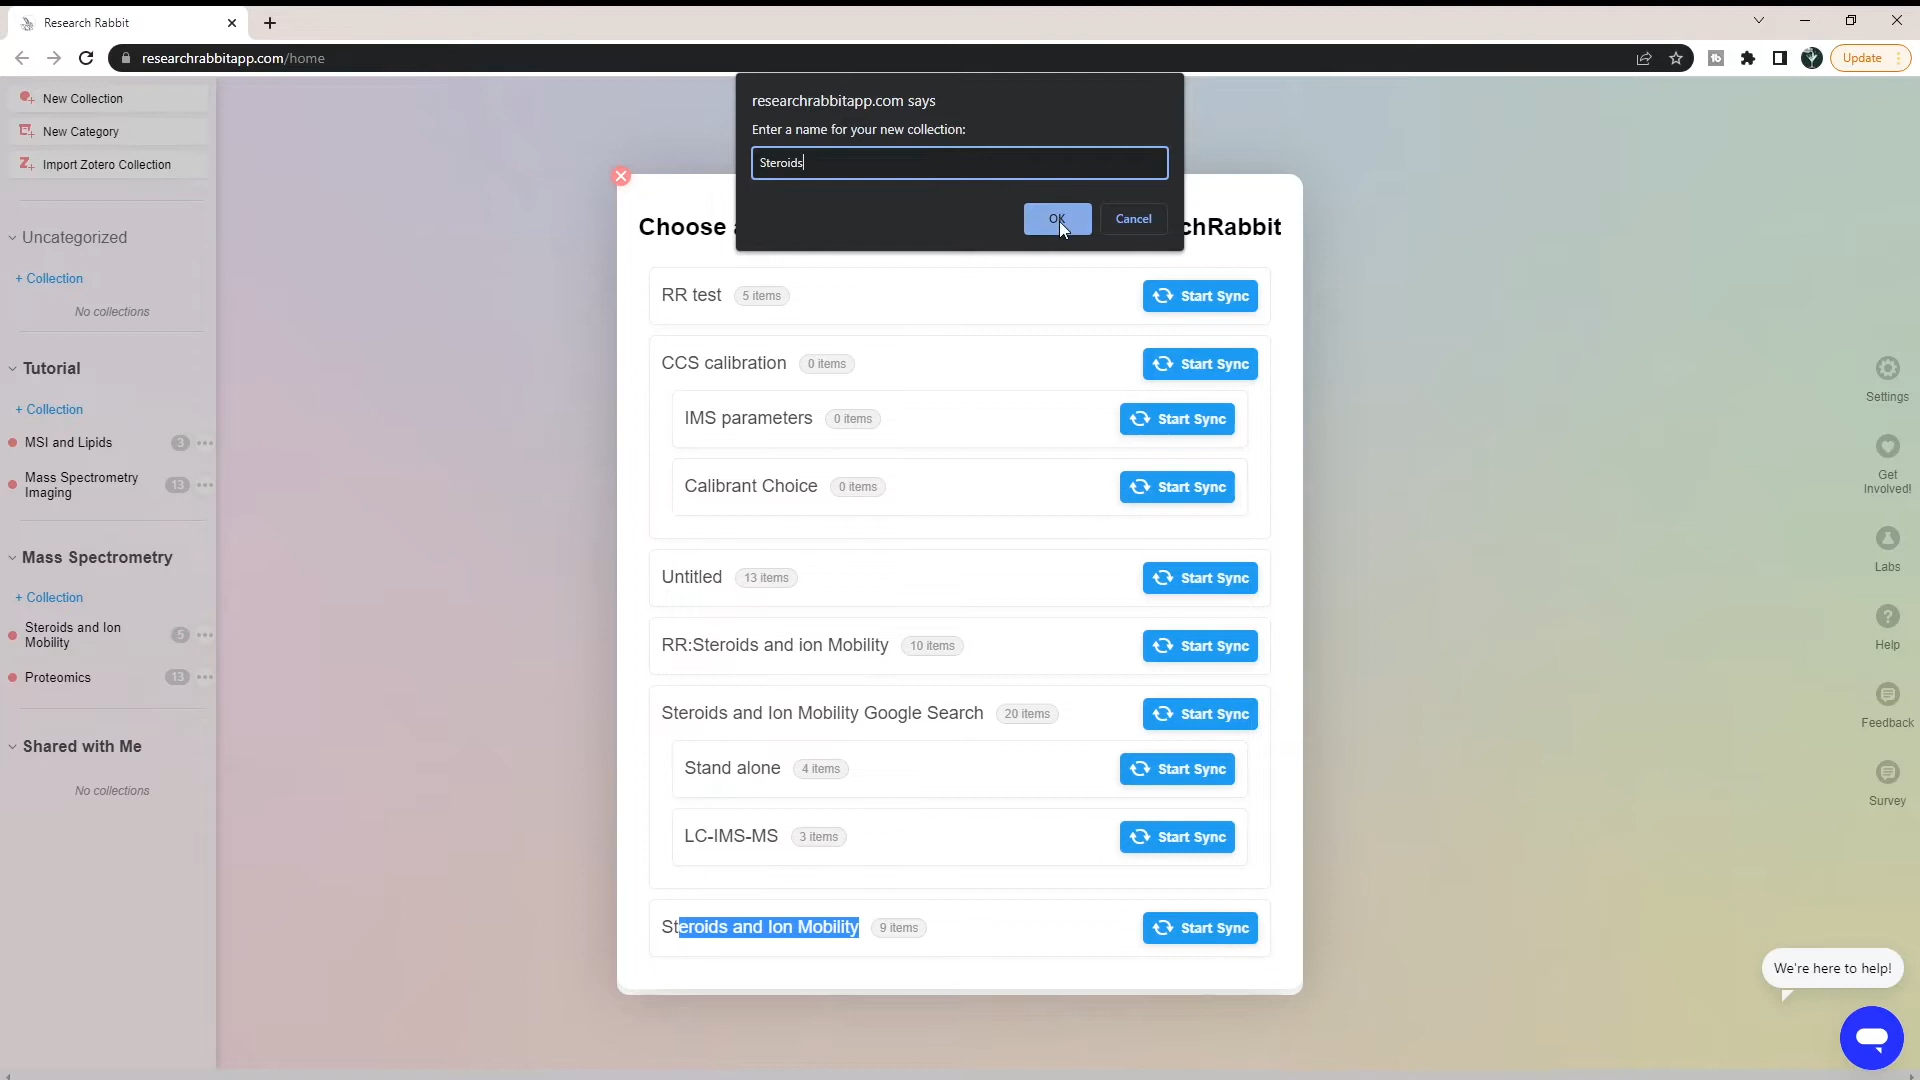 Research Rabbit
researchrabbitapp.com/home
Update
researchrabbitapp.com says
Enter a name for your new collection:
Steroids
OK
Cancel
New Collection
New Category
Import Zotero Collection
Uncategorized
+ Collection
No collections
Tutorial
+ Collection
MSI and Lipids 3
Mass Spectrometry
Imaging
13
Mass Spectrometry
+ Collection
Steroids and Ion
Mobility
5
Proteomics 13
Shared with Me
No collections
Choose
chRabbit
RR test 5 items Start Sync
CCS calibration 0 items Start Sync
IMS parameters 0 items Start Sync
Calibrant Choice 0 items Start Sync
Untitled 13 items Start Sync
RR:Steroids and ion Mobility 10 items Start Sync
Steroids and Ion Mobility Google Search 20 items Start Sync
Stand alone 4 items Start Sync
LC-IMS-MS 3 items Start Sync
Steroids and Ion Mobility 9 items Start Sync
Settings
Get
Involved!
Labs
Help
Feedback
Survey
We're here to help!